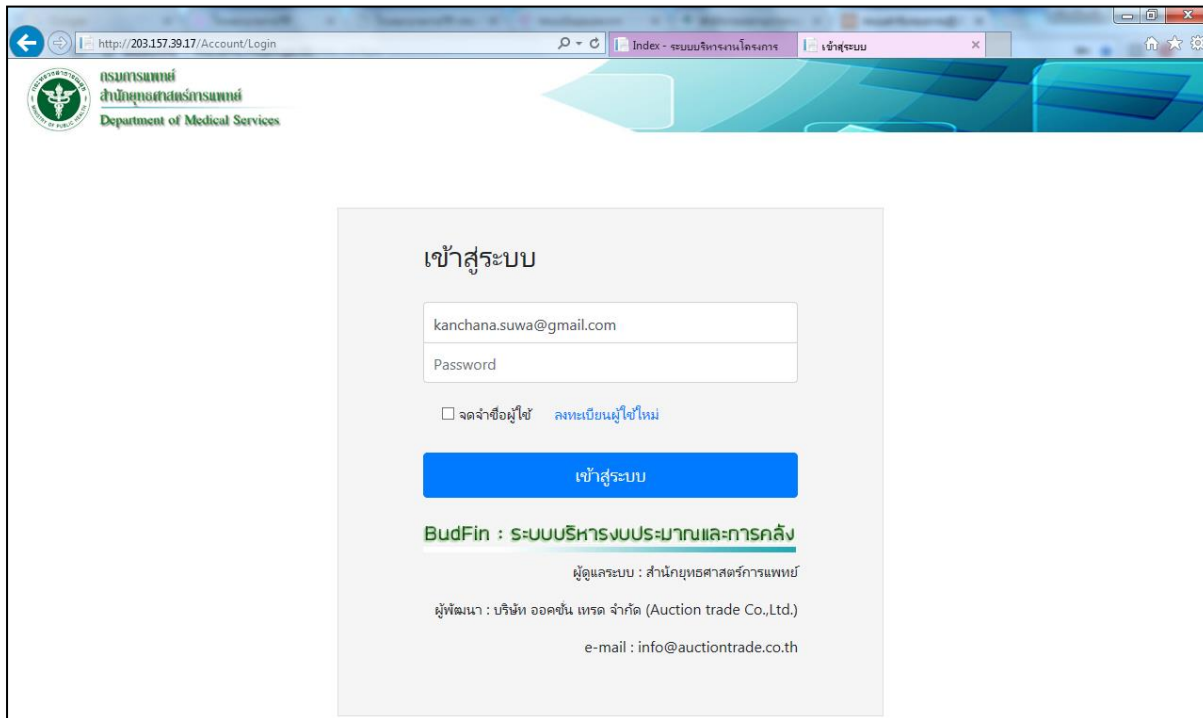 http://203.157.39.17/Account/Login
Index - ระบบบริหารงานโครงการ
เข้าสู่ระบบ
กรมการแพทย์
สำนักยุทธศาสตร์การแพทย์
Department of Medical Services
เข้าสู่ระบบ
kanchana.suwa@gmail.com
Password
จดจำชื่อผู้ใช้ ลงทะเบียนผู้ใช้ใหม่
เข้าสู่ระบบ
BudFin : ระบบบริหารงบประมาณและการคลัง
ผู้ดูแลระบบ : สำนักยุทธศาสตร์การแพทย์
ผู้พัฒนา : บริษัท ออคชั่น เทรด จำกัด (Auction trade Co.,Ltd.)
e-mail : info@auctiontrade.co.th